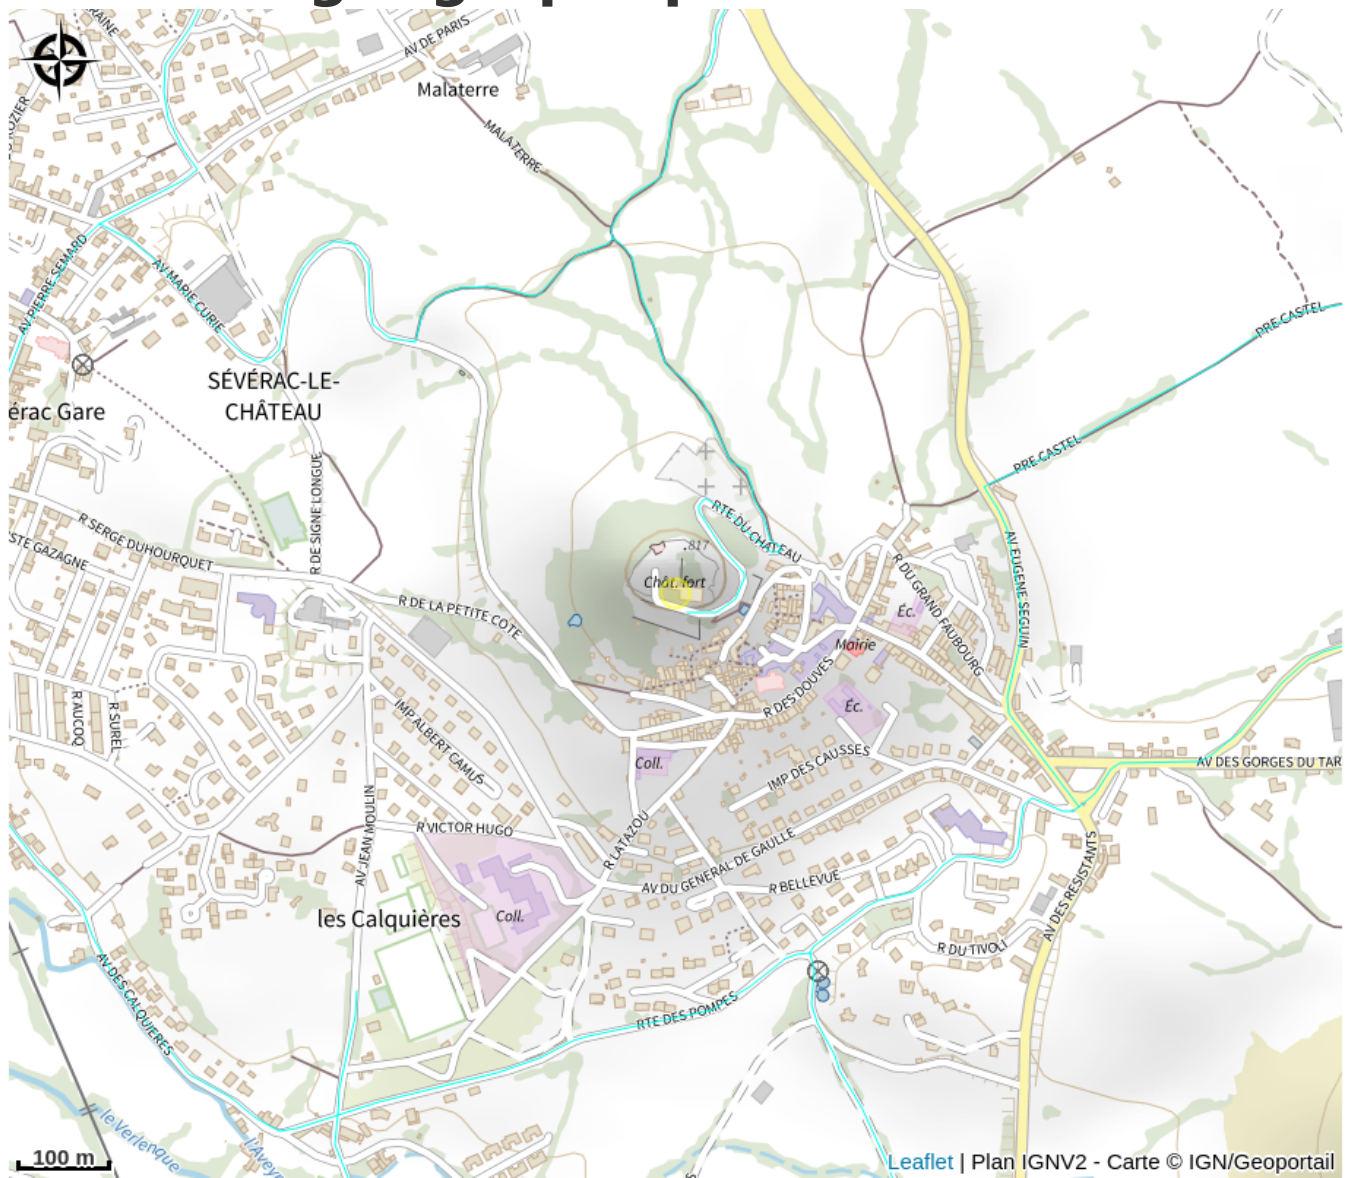 AV DE PARIS
Malaterre
MALATERRE
AV PIERRE SEMARD
AV MARIE CURIE
PRE CASTEL
SÉVÉRAC-LE-
CHÂTEAU
érac Gare
PRE CASTEL
R DE SIGNE LONGUE
R SERGE DUHOURQUET
STE GAZAGNE
RTE DU CHATEAU
.817
Chât. fort
AV EUGENE SEGUIN
R DU GRAND FAUBOURG
Éc.
R DE LA PETITE COTE
Mairie
R DES DOUVES
Éc.
R AUCOQ
R SUREL
IMP ALBERT CAMUS
Coll.
IMP DES CAUSSES
AV DES GORGES DU TAR
R VICTOR HUGO
R LATAZOU
AV JEAN MOULIN
AV DU GENERAL DE GAULLE
R BELLEVUE
AV DES RESISTANTS
les Calquières
Coll.
R DU TIVOLI
AV DES CALQUIERES
RTE DES POMPES
le Verlenque
l'Avey
100 m
Leaflet | Plan IGNV2 - Carte © IGN/Geoportail